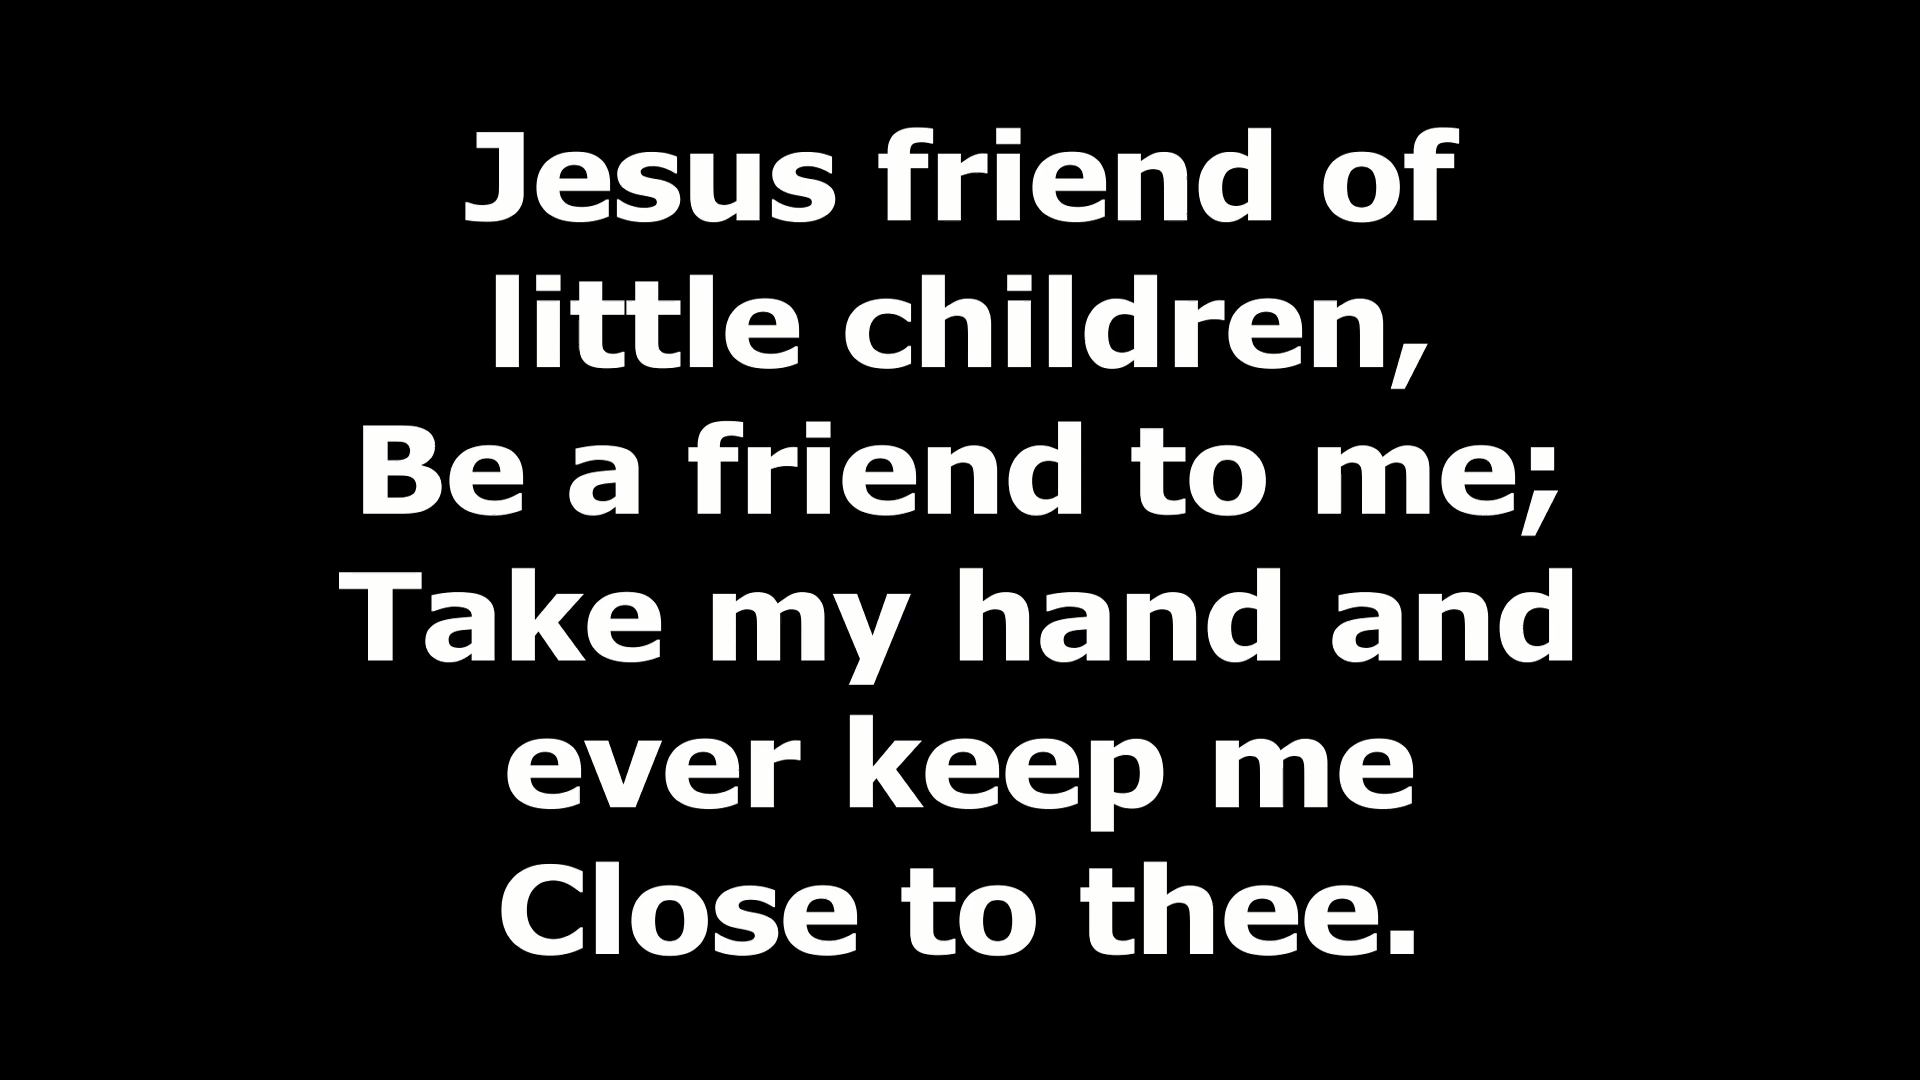 Jesus friend of
little children,
Be a friend to me;
Take my hand and
ever keep me
Close to thee.